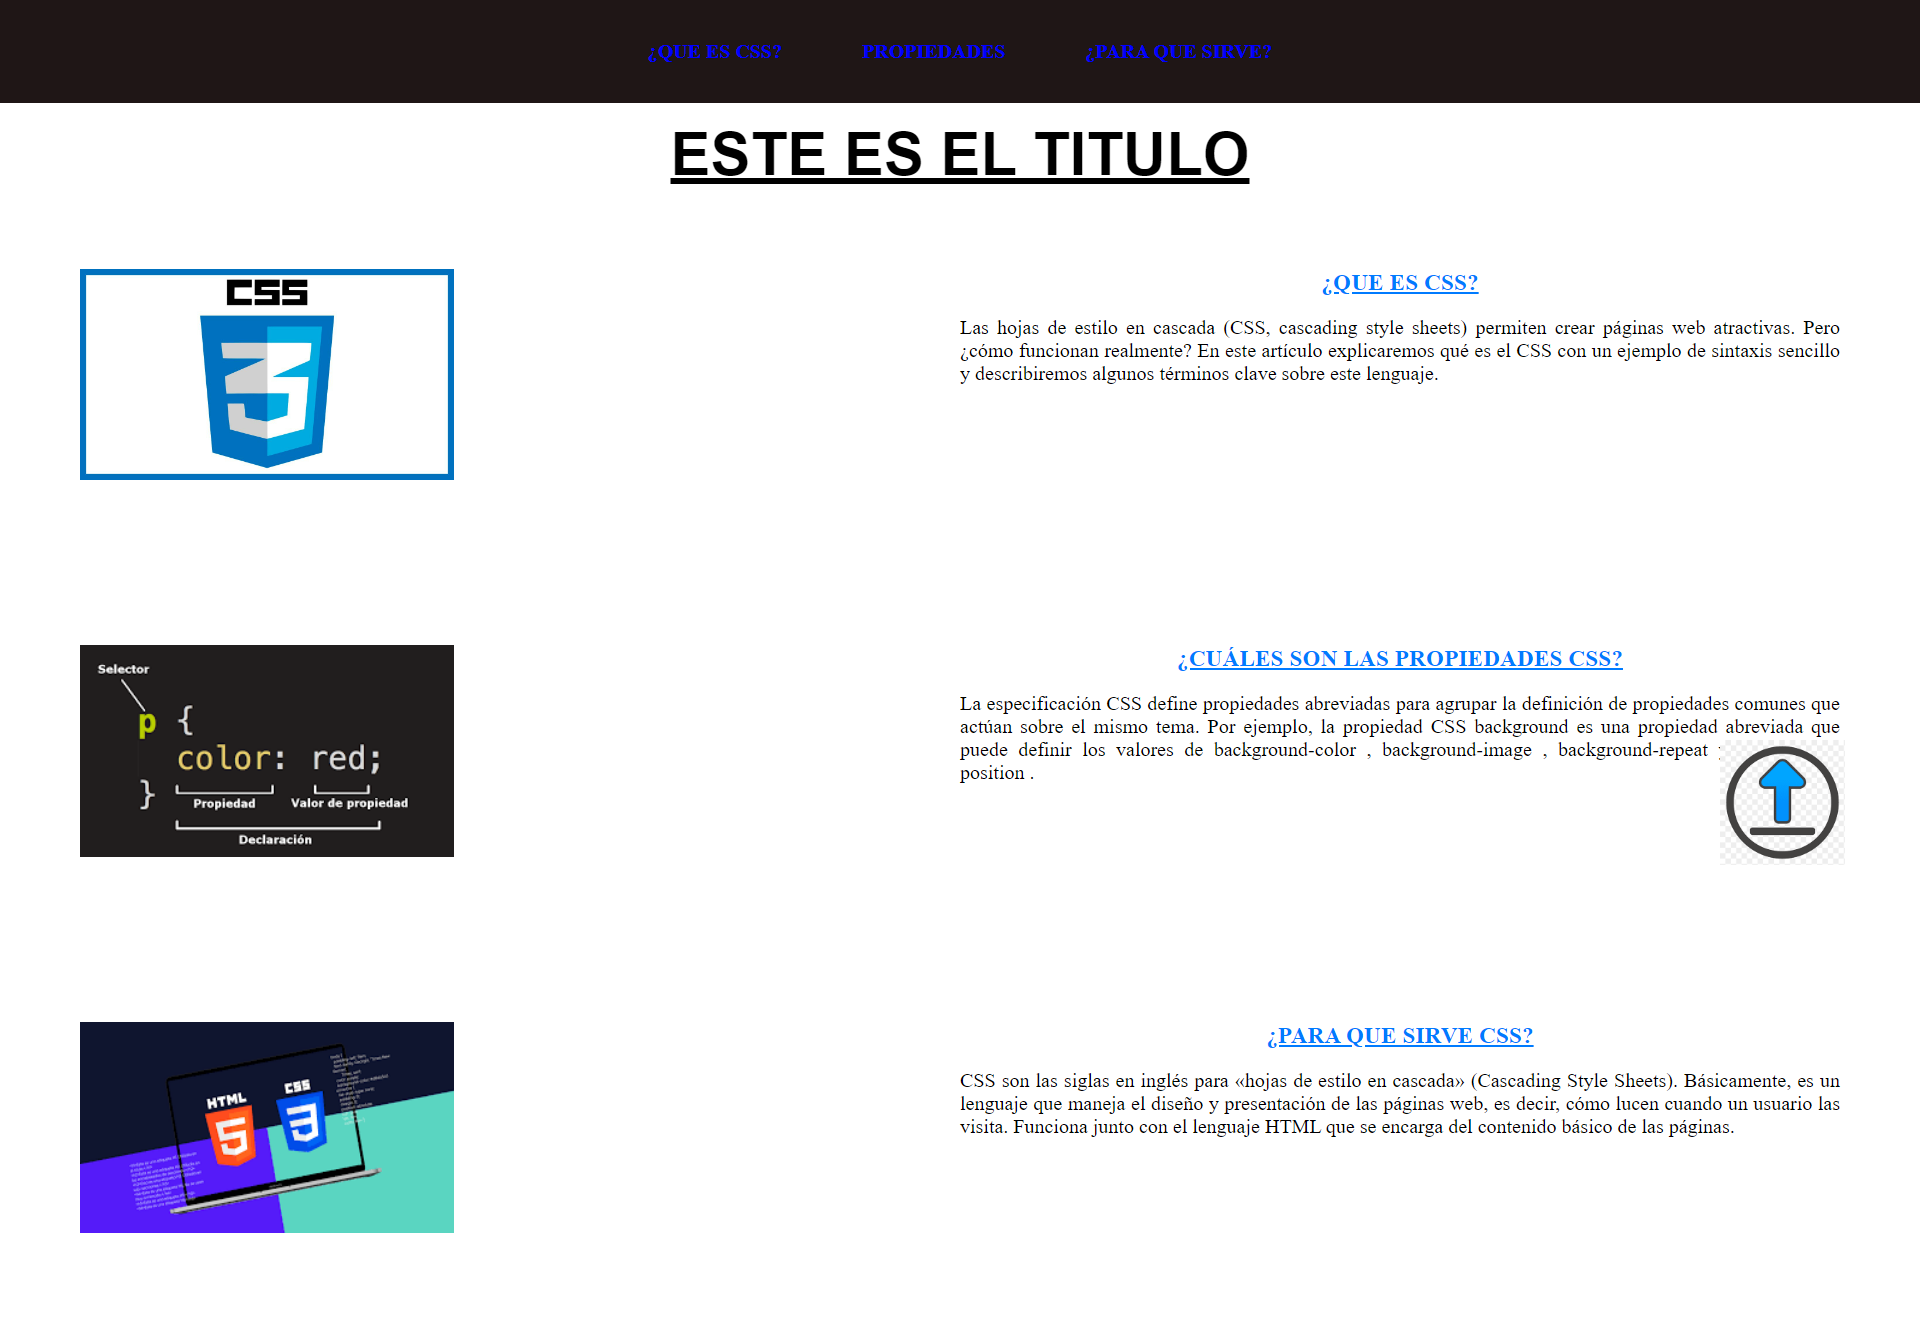 ¿QUE ES CSS? PROPIEDADES ¿PARA QUE SIRVE?
ESTE ES EL TITULO
CSS
¿QUE ES CSS?
Las hojas de estilo en cascada (CSS, cascading style sheets) permiten crear páginas web atractivas. Pero
¿cómo funcionan realmente? En este artículo explicaremos qué es el CSS con un ejemplo de sintaxis sencillo
y describiremos algunos términos clave sobre este lenguaje.
Selector
p {
color: red;
}
Propiedad Valor de propiedad
Declaración
¿CUÁLES SON LAS PROPIEDADES CSS?
La especificación CSS define propiedades abreviadas para agrupar la definición de propiedades comunes que
actúan sobre el mismo tema. Por ejemplo, la propiedad CSS background es una propiedad abreviada que
puede definir los valores de background-color , background-image , background-repeat
position .
HTML
CSS
¿PARA QUE SIRVE CSS?
CSS son las siglas en inglés para «hojas de estilo en cascada» (Cascading Style Sheets). Básicamente, es un
lenguaje que maneja el diseño y presentación de las páginas web, es decir, cómo lucen cuando un usuario las
visita. Funciona junto con el lenguaje HTML que se encarga del contenido básico de las páginas.